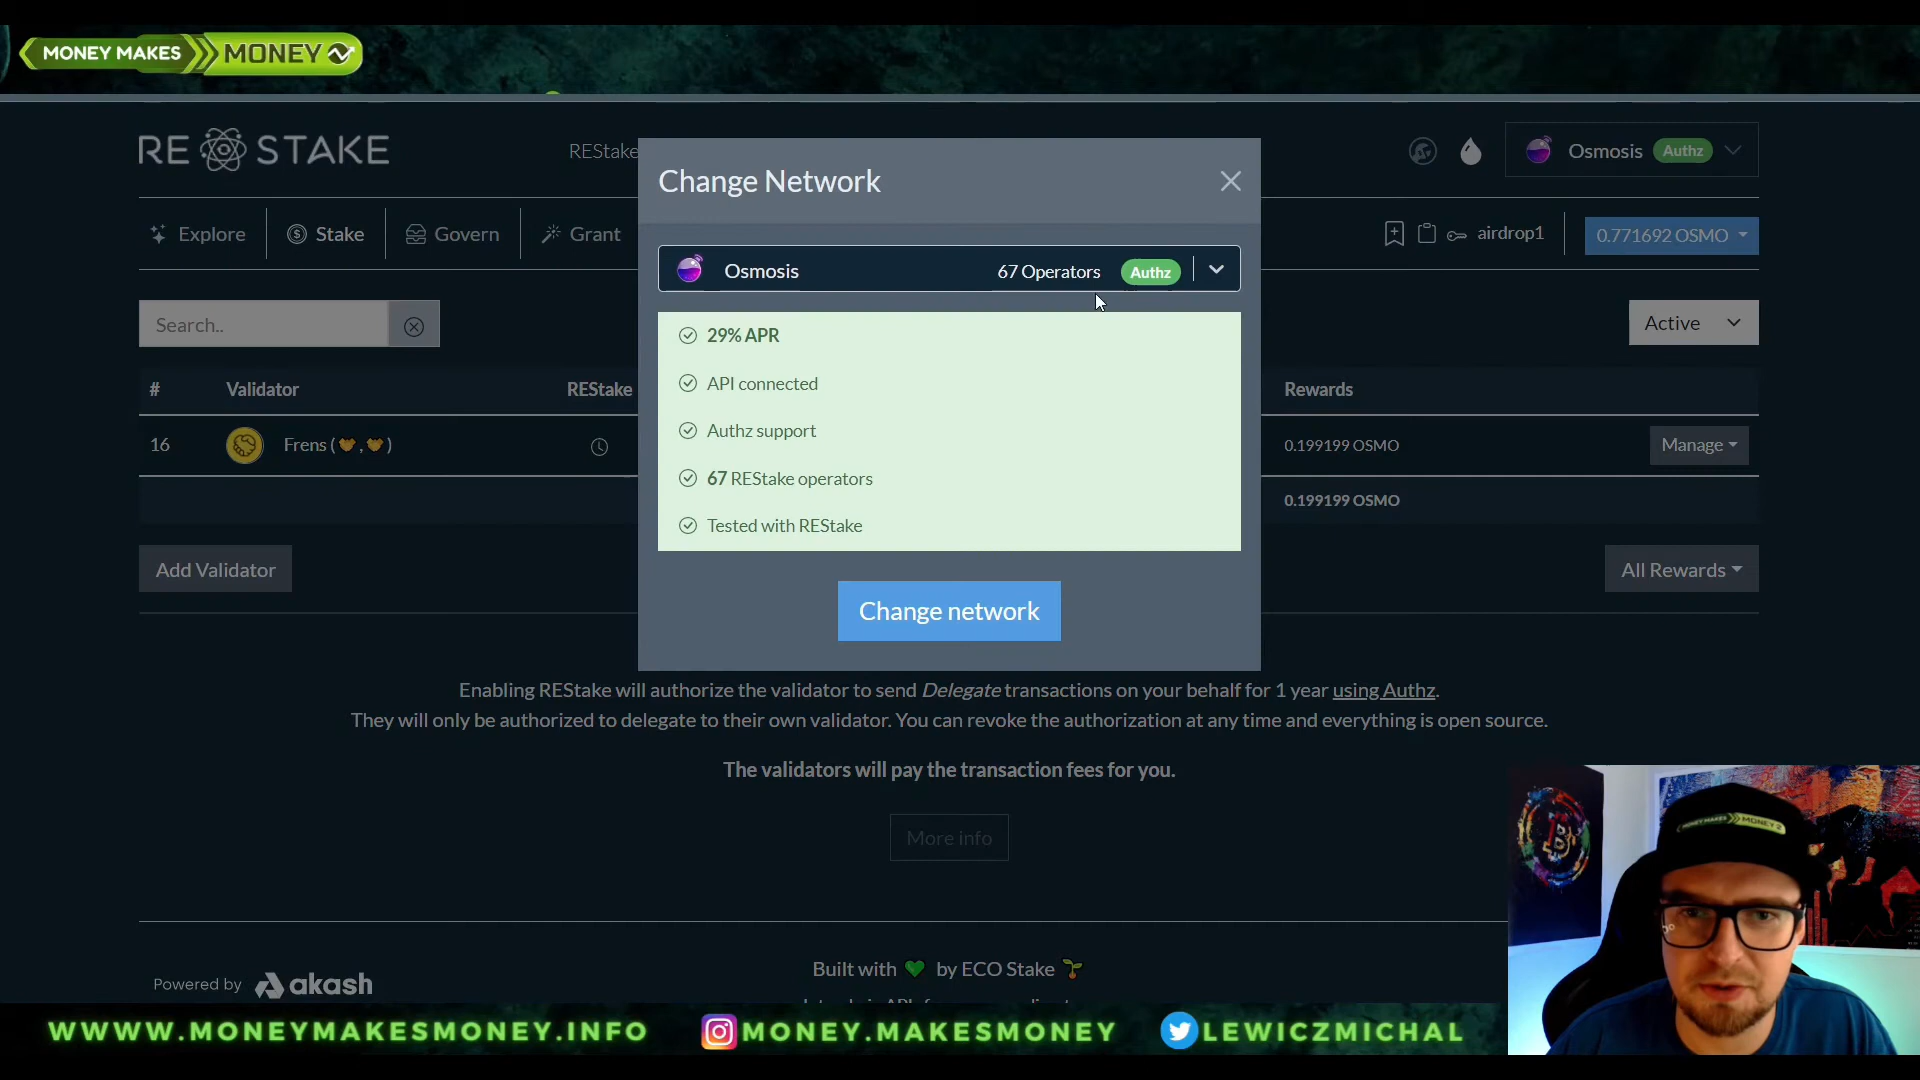 MONEY MAKES MONEY
RE STAKE
REStake
Osmosis Authz
Change Network
Explore
Stake
Govern
Grant
airdrop1
0.771692 OSMO
Osmosis 67 Operators Authz
Search..
Active
29% APR
API connected
Authz support
67 REStake operators
Tested with REStake
# Validator REStake Rewards
16 Frens ( , ) 0.199199 OSMO Manage
0.199199 OSMO
Add Validator
All Rewards
Change network
Enabling REStake will authorize the validator to send Delegate transactions on your behalf for 1 year using Authz.
They will only be authorized to delegate to their own validator. You can revoke the authorization at any time and everything is open source.
The validators will pay the transaction fees for you.
More info
Powered by akash
Built with by ECO Stake
MONEY MAKES MONEY
WWWW.MONEYMAKESMONEY.INFO
MONEY.MAKESMONEY
LEWICZMICHAL